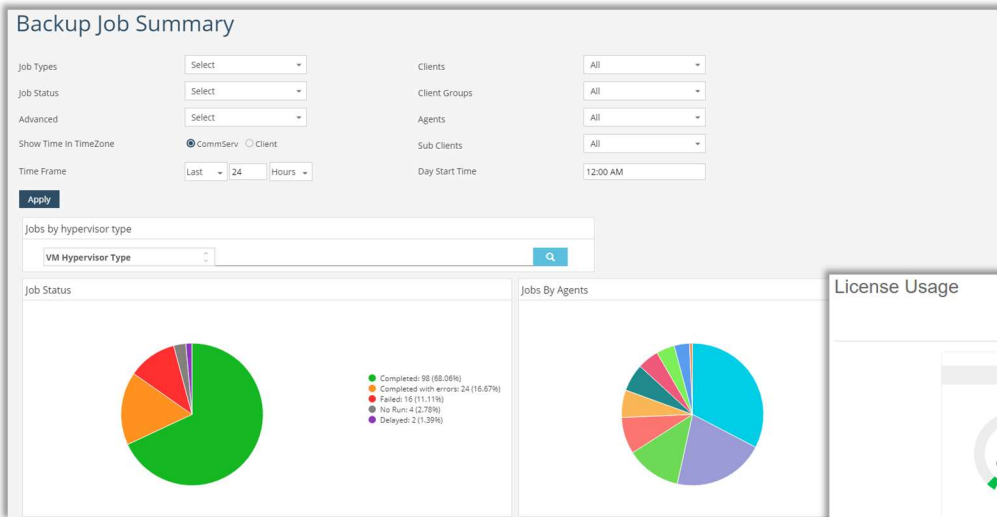 Backup Job Summary
Job Types Select Clients All
Job Status Select Client Groups All
Advanced Select Agents All
Show Time In TimeZone CommServ Client Sub Clients All
Time Frame Last 24 Hours Day Start Time 12:00 AM
Apply
Jobs by hypervisor type
VM Hypervisor Type
Job Status
Jobs By Agents
License Usage
Completed: 98 (68.06%)
Completed with errors: 24 (16.67%)
Failed: 16 (11.11%)
No Run: 4 (2.78%)
Delayed: 2 (1.39%)